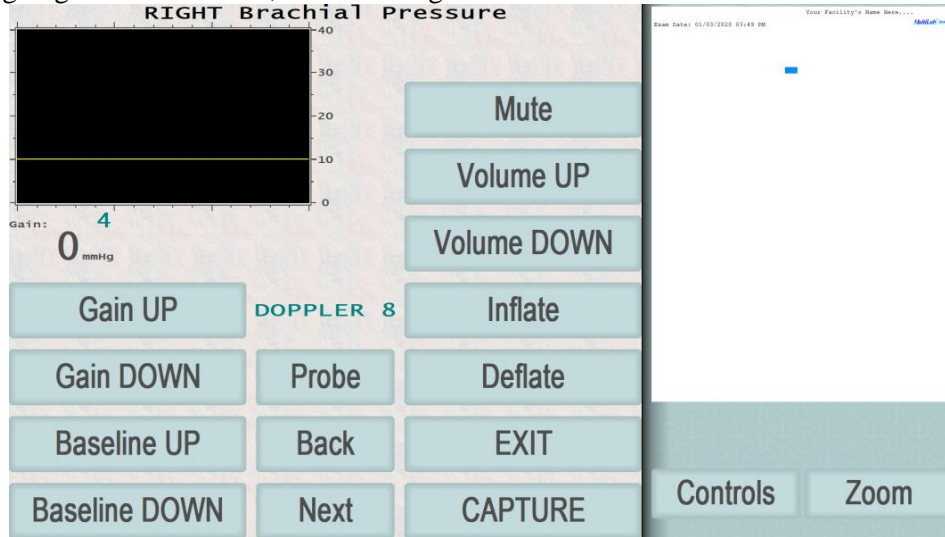 RIGHT Brachial Pressure
40
30
20
10
0
Gain: 4
0 mmHg
Gain UP
DOPPLER 8
Gain DOWN
Probe
Baseline UP
Back
Baseline DOWN
Next
Mute
Volume UP
Volume DOWN
Inflate
Deflate
EXIT
CAPTURE
Your Facility's Name Here....
Exam Date: 01/03/2020 03:49 PM
MultiLab
Controls
Zoom